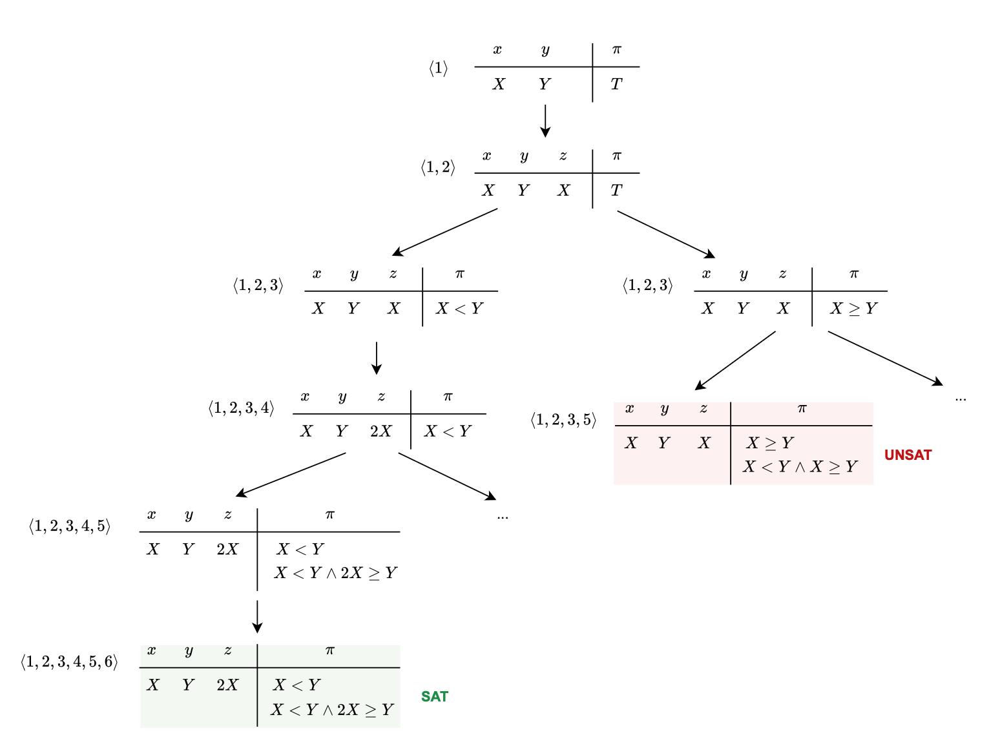 x y π
⟨1⟩
X Y T
x y z π
⟨1, 2⟩
X Y X T
x y z π
⟨1, 2, 3⟩
X Y X X < Y
x y z π
⟨1, 2, 3⟩
X Y X X ≥ Y
x y z π
⟨1, 2, 3, 4⟩
X Y 2X X < Y
...
x y z π
⟨1, 2, 3, 5⟩
X Y X X ≥ Y
X < Y ∧ X ≥ Y
UNSAT
...
x y z π
⟨1, 2, 3, 4, 5⟩
X Y 2X X < Y
X < Y ∧ 2X ≥ Y
x y z π
⟨1, 2, 3, 4, 5, 6⟩
X Y 2X X < Y
X < Y ∧ 2X ≥ Y
SAT